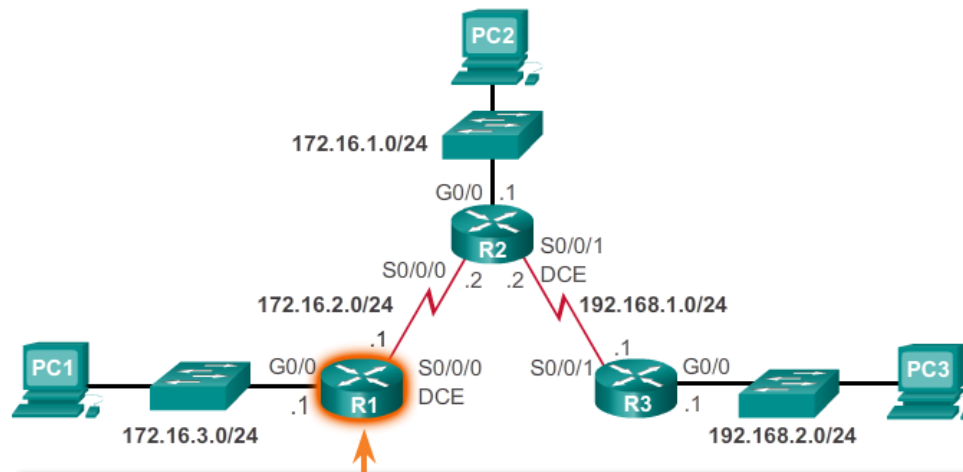 PC2
172.16.1.0/24
G0/0 .1
R2
S0/0/1
S0/0/0 .2 .2 DCE
172.16.2.0/24 192.168.1.0/24
.1 .1
PC1 G0/0 S0/0/0 S0/0/1 G0/0 PC3
.1 R1 DCE R3 .1
172.16.3.0/24 192.168.2.0/24